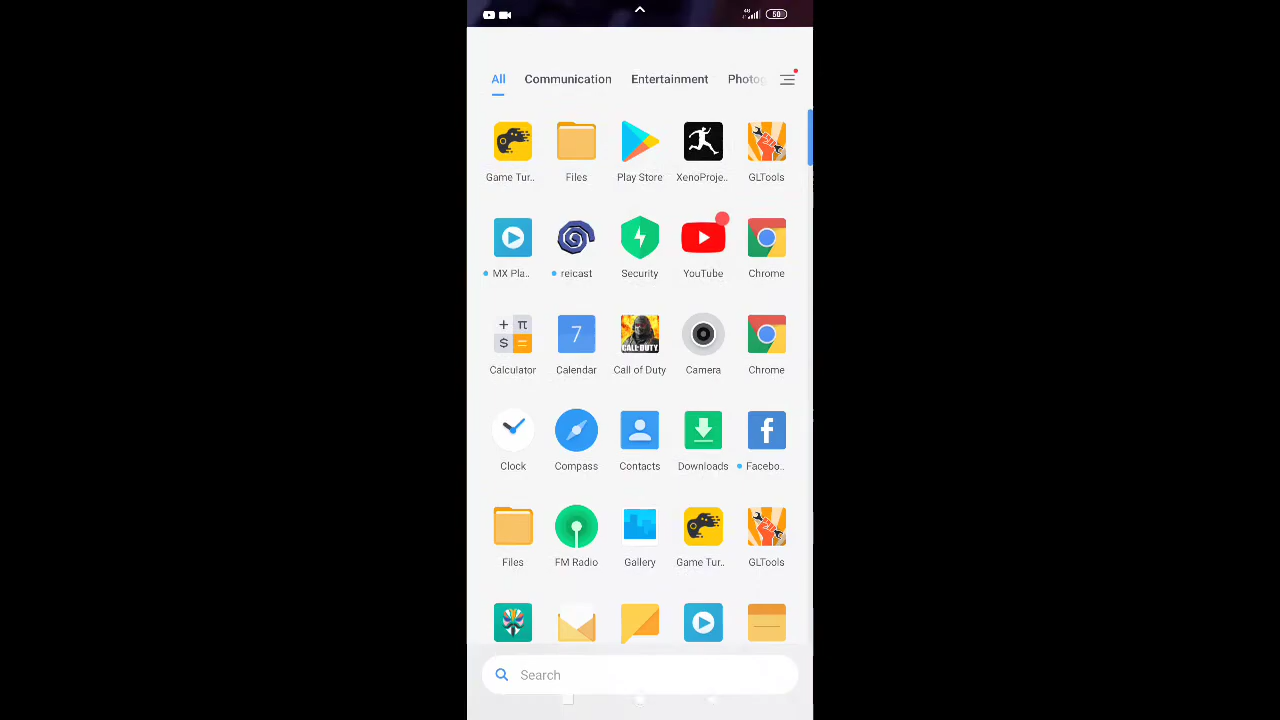 4G 50
All Communication Entertainment Photog
Game Tur.. Files Play Store XenoProje.. GLTools
MX Pla.. reicast Security YouTube Chrome
+ π $ = 7 CALL OF DUTY
Calculator Calendar Call of Duty Camera Chrome
Clock Compass Contacts Downloads Facebo..
Files FM Radio Gallery Game Tur.. GLTools
Search